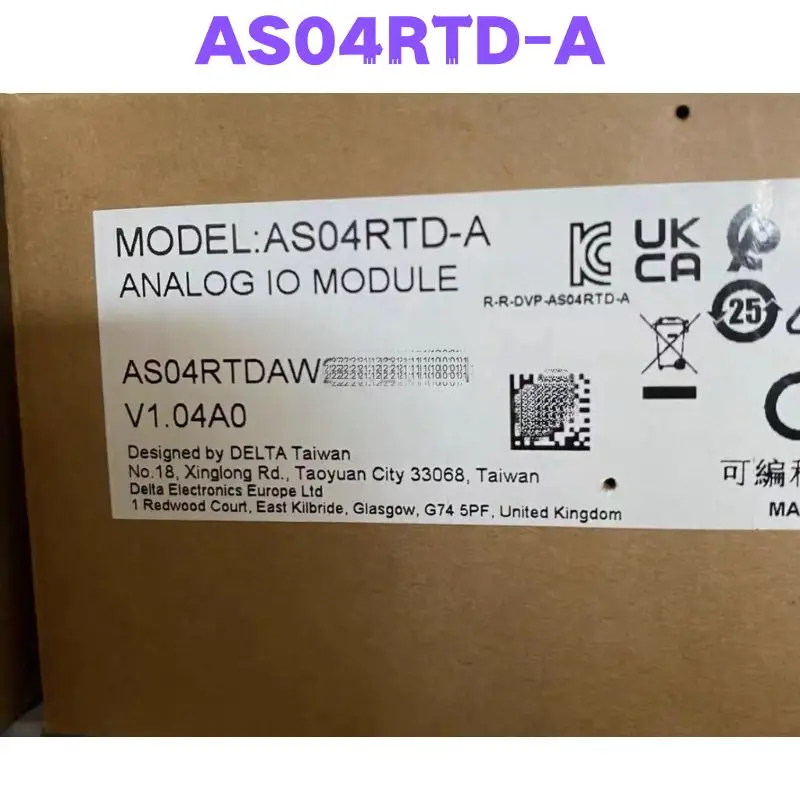 AS04RTD-A
MODEL:AS04RTD-A
ANALOG IO MODULE
R-R-DVP-AS04RTD-A
UK
CA
25
AS04RTDAW
V1.04A0
Designed by DELTA Taiwan
No.18, Xinglong Rd., Taoyuan City 33068, Taiwan
Delta Electronics Europe Ltd
1 Redwood Court, East Kilbride, Glasgow, G74 5PF, United Kingdom
可編
MA